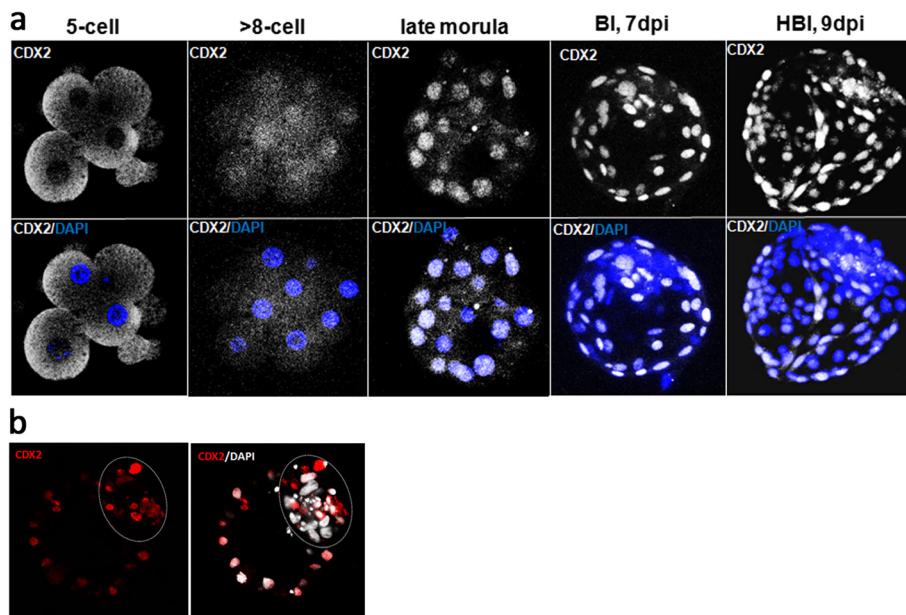 a
5-cell >8-cell late morula Bl, 7dpi HBl, 9dpi
CDX2 CDX2 CDX2 CDX2 CDX2
CDX2/DAPI CDX2/DAPI CDX2/DAPI CDX2/DAPI CDX2/DAPI
b
CDX2 CDX2/DAPI